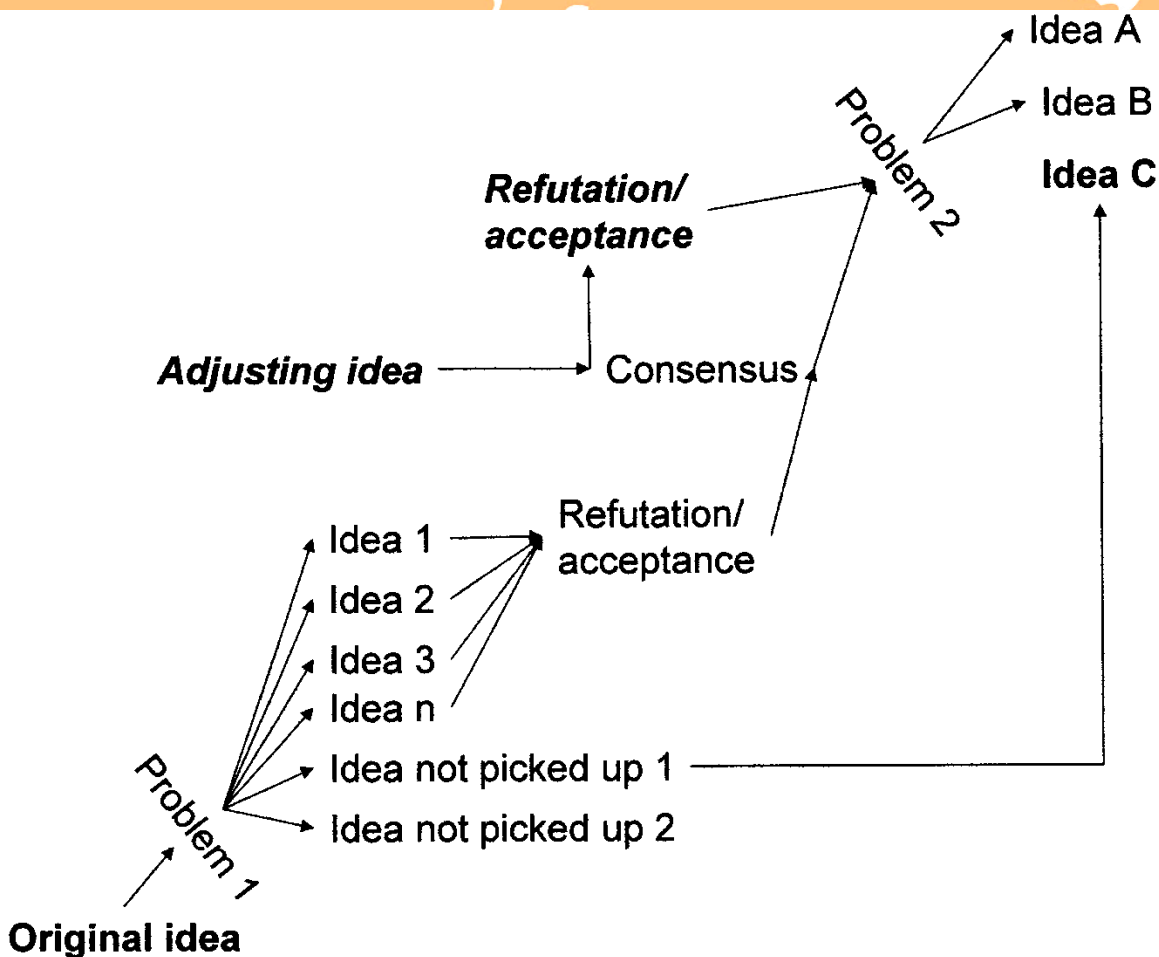 Idea A
Idea B
Problem 2
Idea C
Refutation/
acceptance
Adjusting idea
Consensus
Refutation/
acceptance
Idea 1
Idea 2
Idea 3
Idea n
Idea not picked up 1
Idea not picked up 2
Problem 1
Original idea